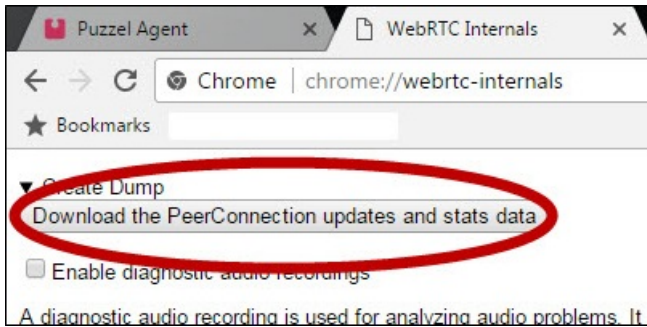 Puzzel Agent × WebRTC Internals ×
Chrome | chrome://webrtc-internals
Bookmarks
▼ Create Dump
Download the PeerConnection updates and stats data
Enable diagnostic audio recordings
A diagnostic audio recording is used for analyzing audio problems. It